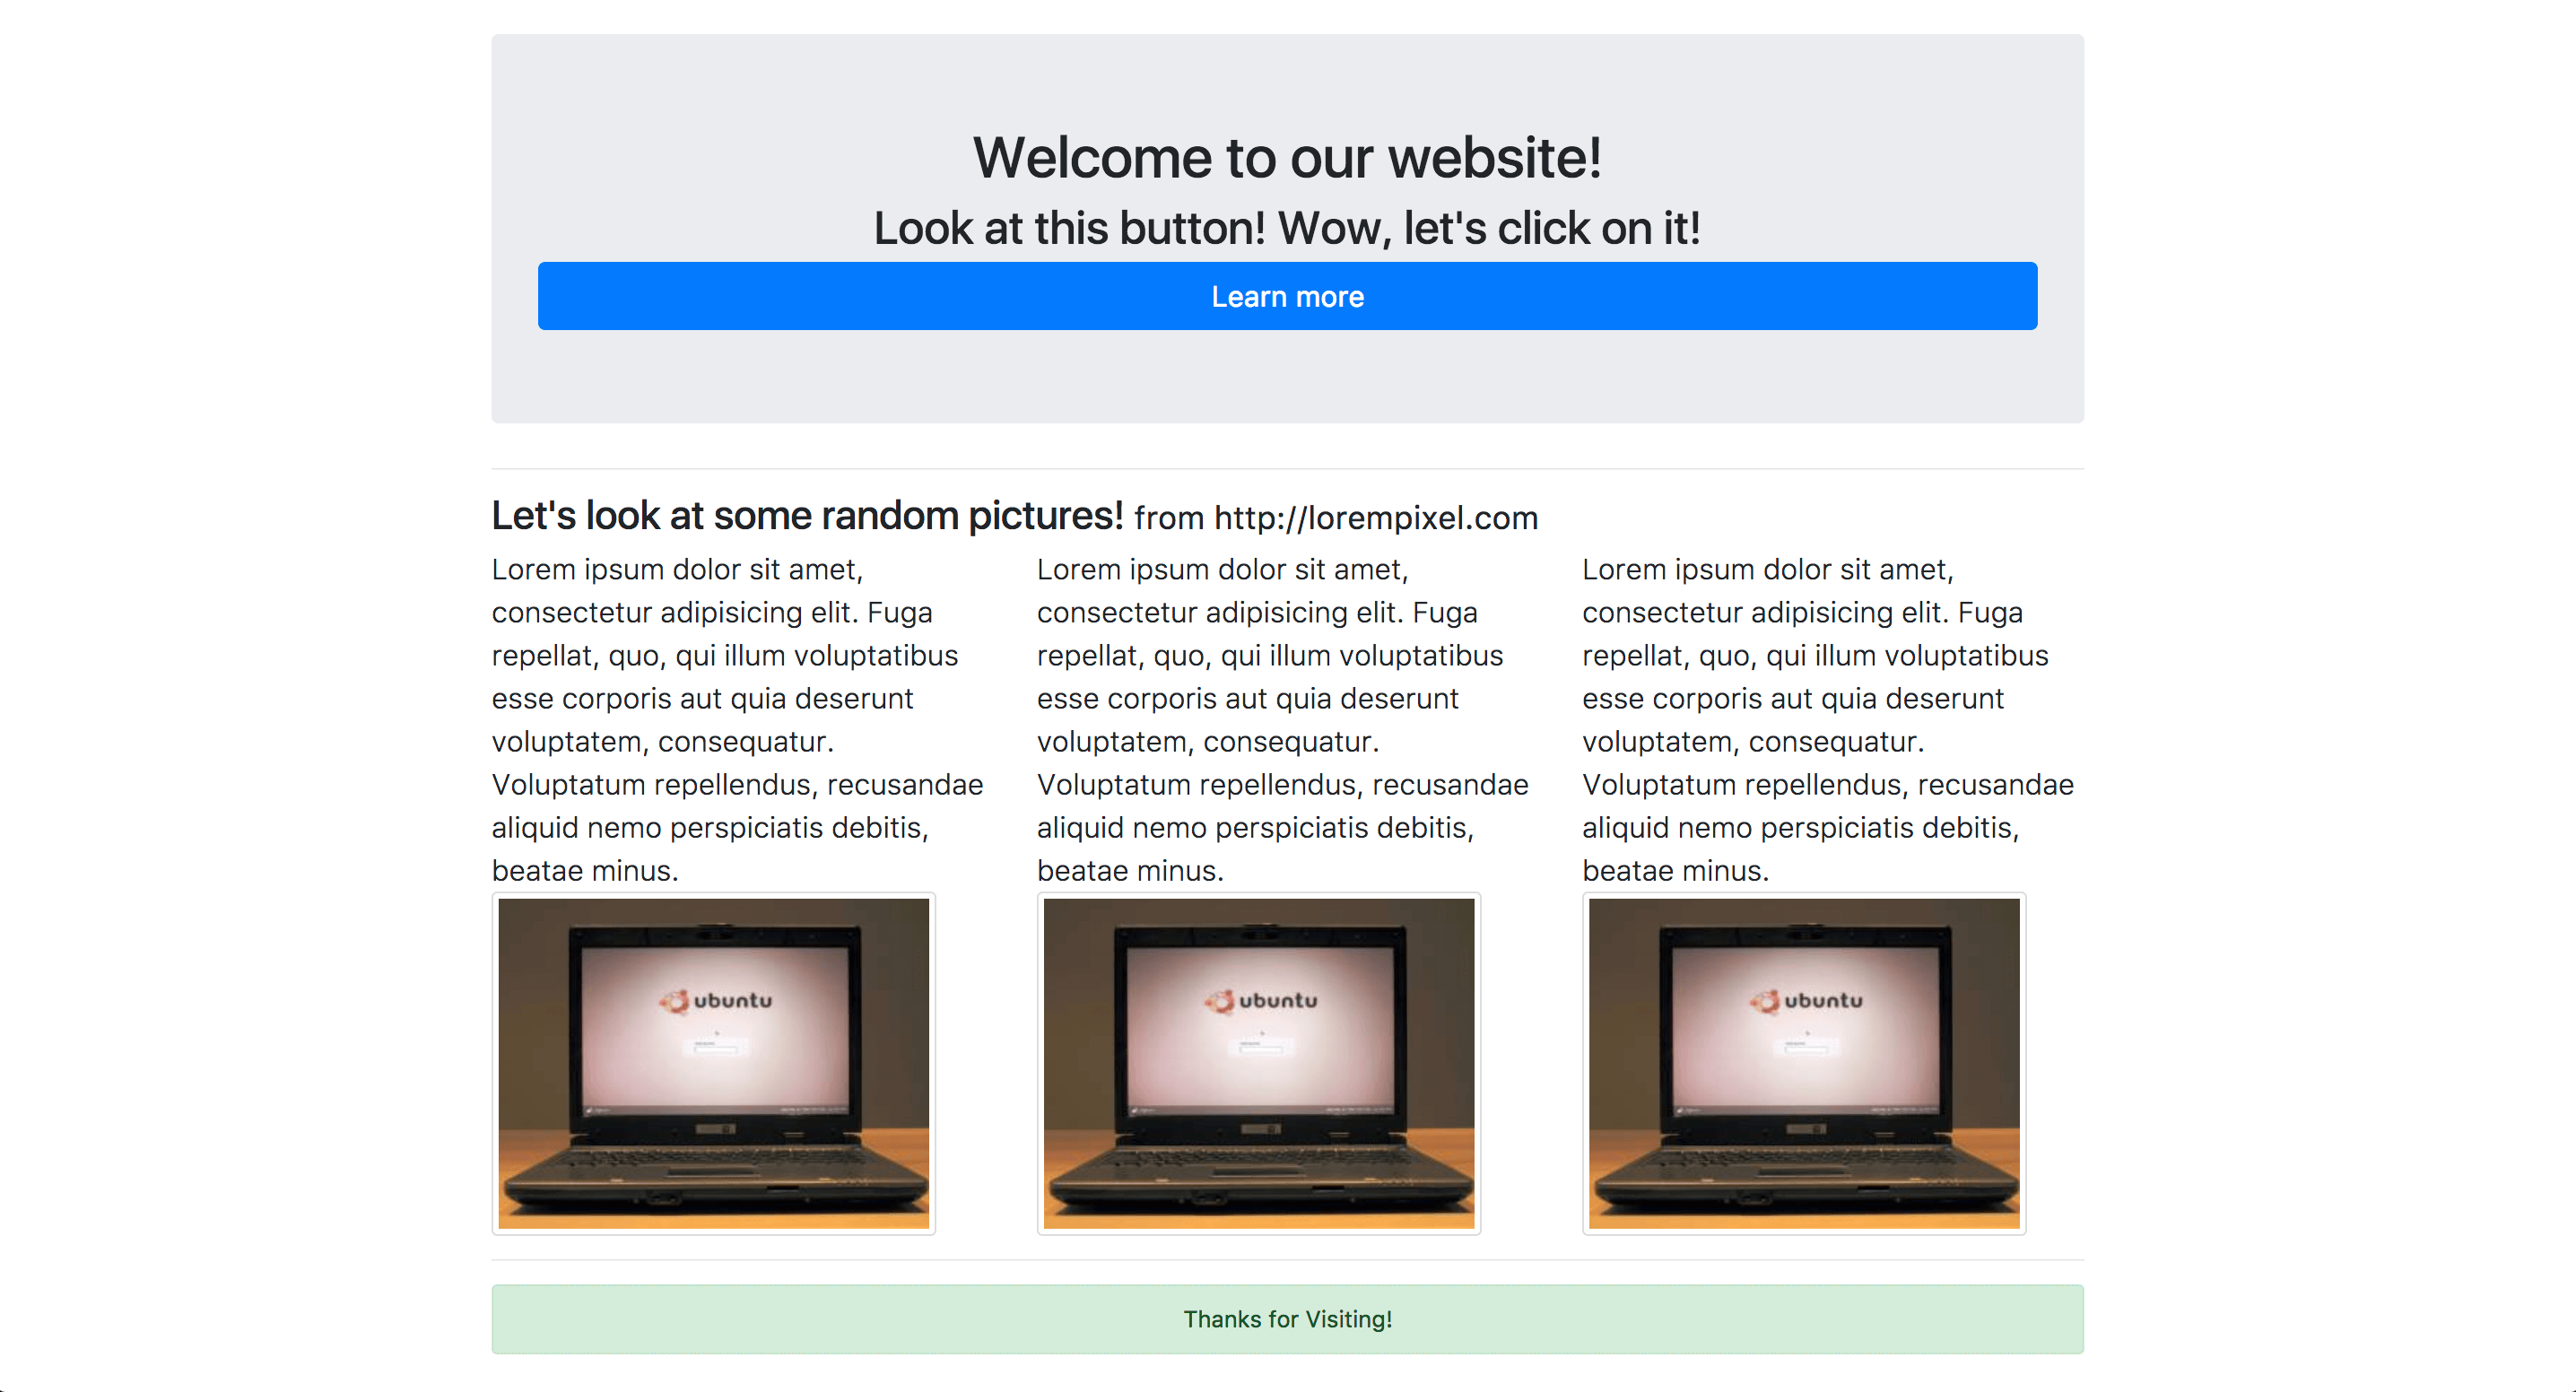 Welcome to our website!
Look at this button! Wow, let's click on it!
Learn more
Let's look at some random pictures! from http://lorempixel.com
Lorem ipsum dolor sit amet,
consectetur adipisicing elit. Fuga
repellat, quo, qui illum voluptatibus
esse corporis aut quia deserunt
voluptatem, consequatur.
Voluptatum repellendus, recusandae
aliquid nemo perspiciatis debitis,
beatae minus.
ubuntu
Lorem ipsum dolor sit amet,
consectetur adipisicing elit. Fuga
repellat, quo, qui illum voluptatibus
esse corporis aut quia deserunt
voluptatem, consequatur.
Voluptatum repellendus, recusandae
aliquid nemo perspiciatis debitis,
beatae minus.
ubuntu
Lorem ipsum dolor sit amet,
consectetur adipisicing elit. Fuga
repellat, quo, qui illum voluptatibus
esse corporis aut quia deserunt
voluptatem, consequatur.
Voluptatum repellendus, recusandae
aliquid nemo perspiciatis debitis,
beatae minus.
ubuntu
Thanks for Visiting!